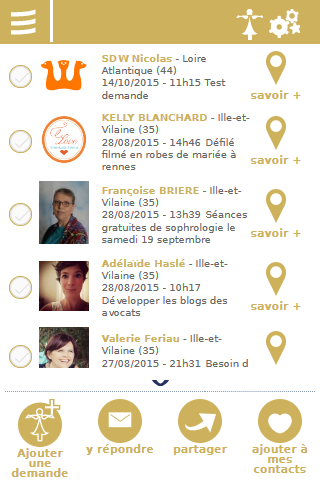 SDW Nicolas - Loire
Atlantique (44)
14/10/2015 - 11h15 Test
demande
savoir +
KELLY BLANCHARD - Ille-et-
Vilaine (35)
28/08/2015 - 14h46 Défilé
filmé en robes de mariée à
rennes
savoir +
Françoise BRIERE - Ille-et-
Vilaine (35)
28/08/2015 - 13h39 Séances
gratuites de sophrologie le
samedi 19 septembre
savoir +
Adélaïde Haslé - Ille-et-
Vilaine (35)
28/08/2015 - 10h17
Développer les blogs des
avocats
savoir +
Valerie Feriau - Ille-et-
Vilaine (35)
27/08/2015 - 21h31 Besoin d
Ajouter
une
demande
y répondre
partager
ajouter à
mes
contacts